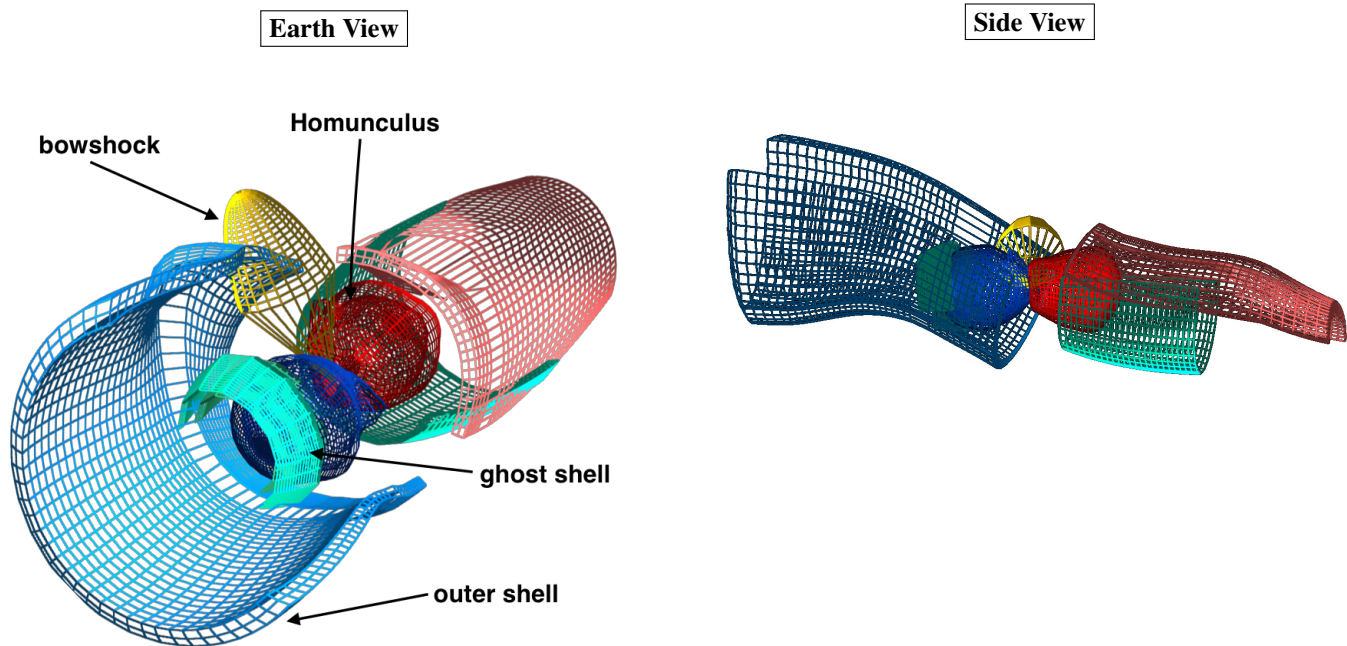 Earth View
Side View
Homunculus
bowshock
ghost shell
outer shell